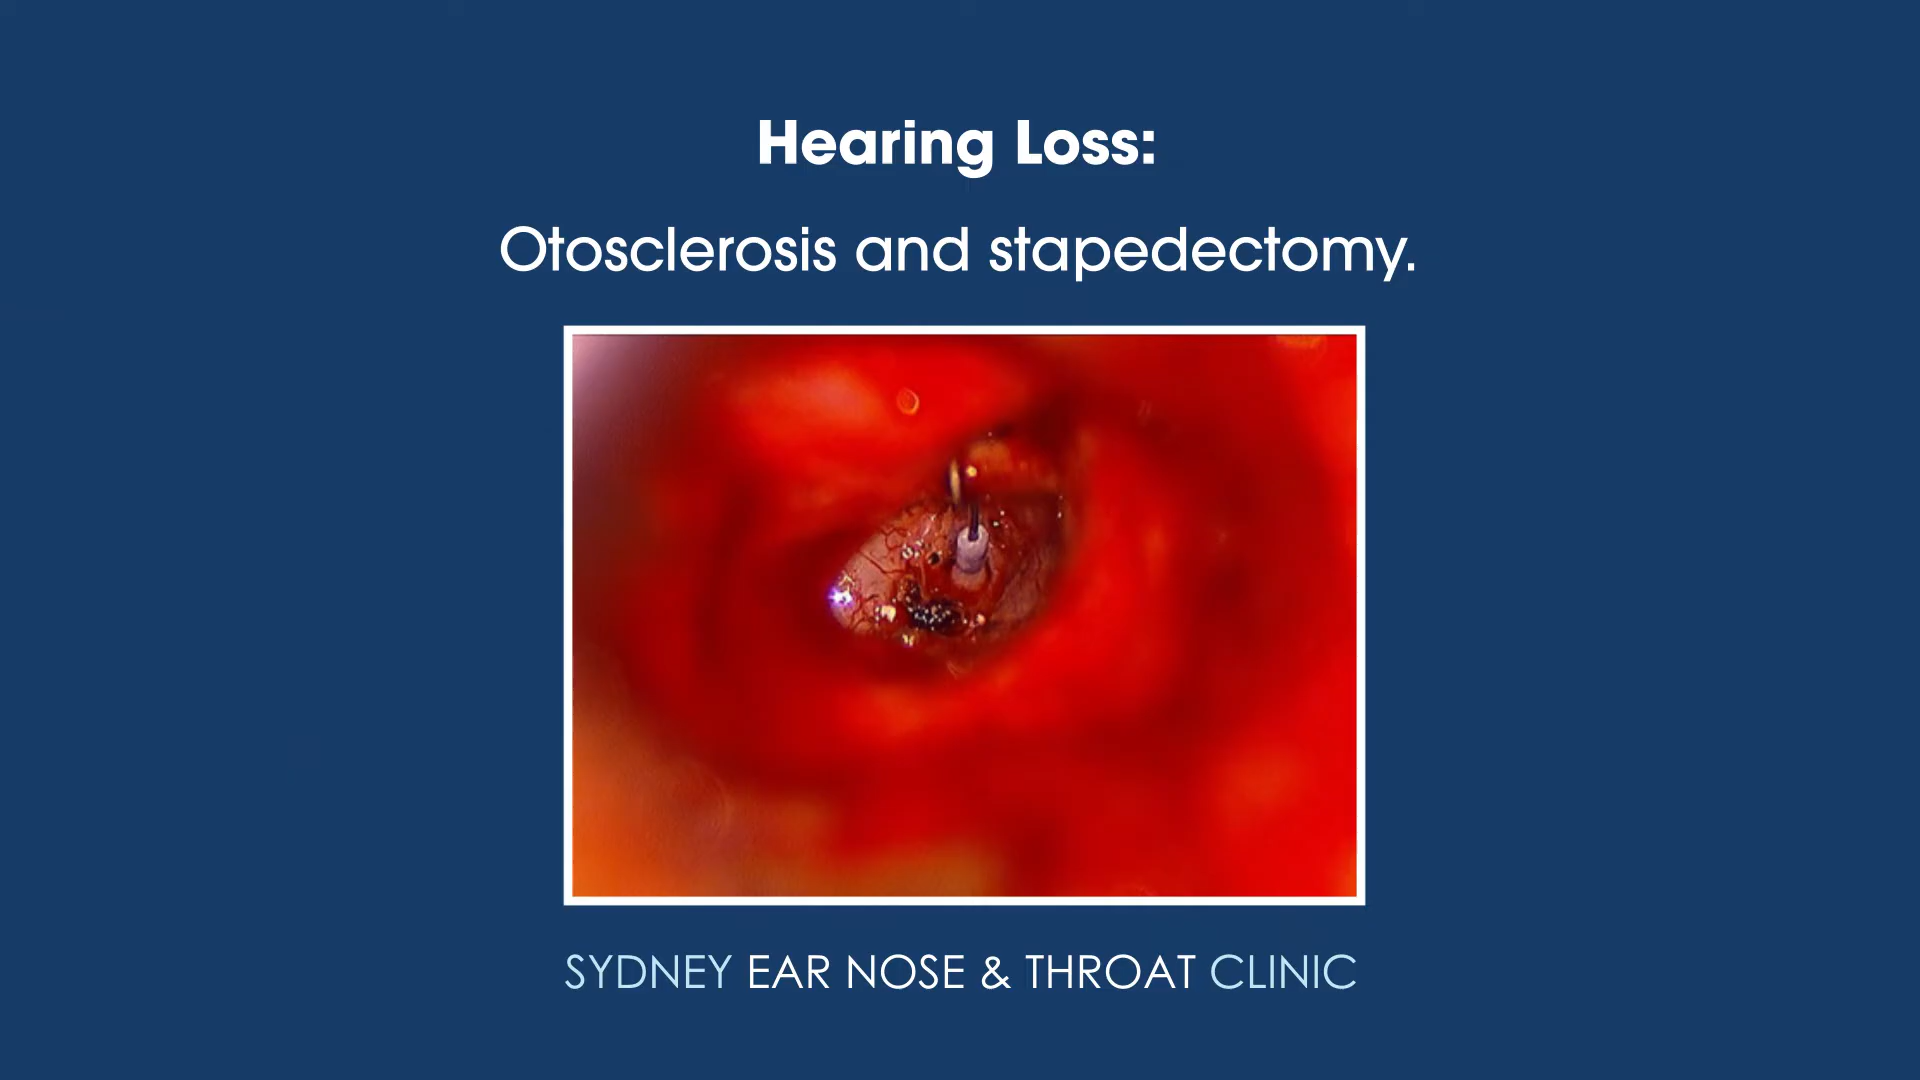 Hearing Loss:
Otosclerosis and stapedectomy.
SYDNEY EAR NOSE & THROAT CLINIC